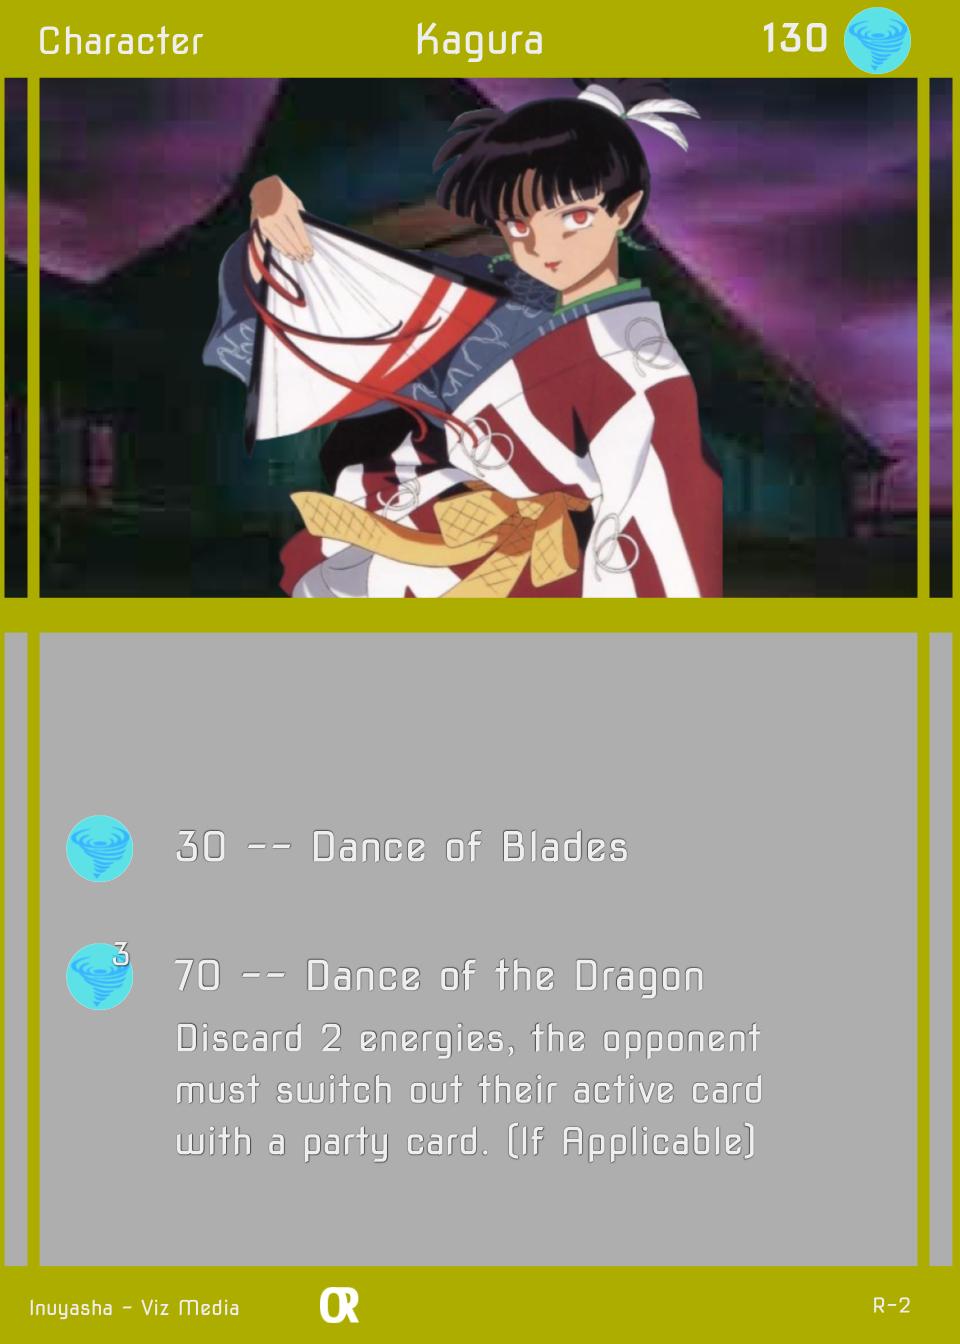 Character Kagura 130
30 -- Dance of Blades
3
70 -- Dance of the Dragon
Discard 2 energies, the opponent
must switch out their active card
with a party card. (If Applicable)
Inuyasha - Viz Media OR R-2